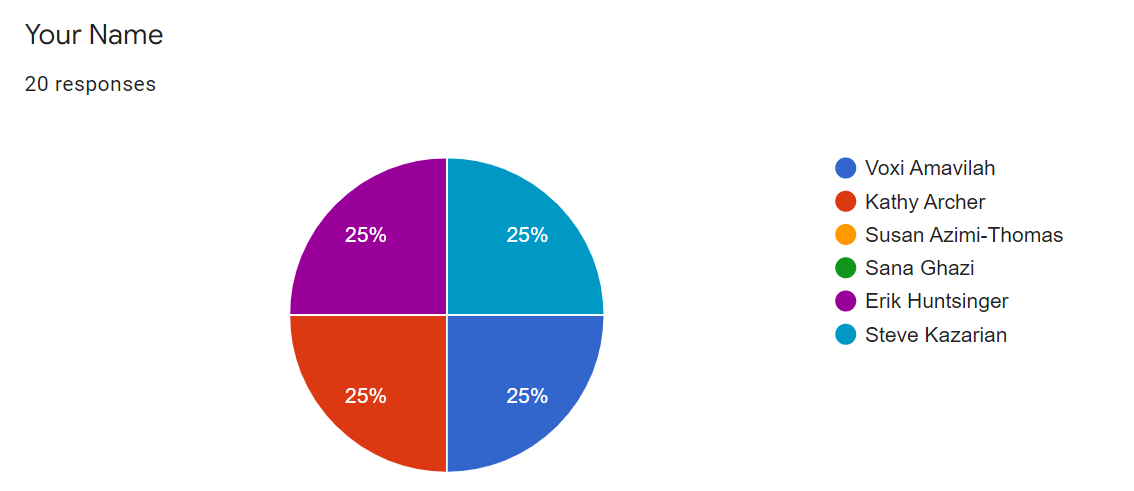 Your Name
20 responses
25%
25%
25%
25%
Voxi Amavilah
Kathy Archer
Susan Azimi-Thomas
Sana Ghazi
Erik Huntsinger
Steve Kazarian